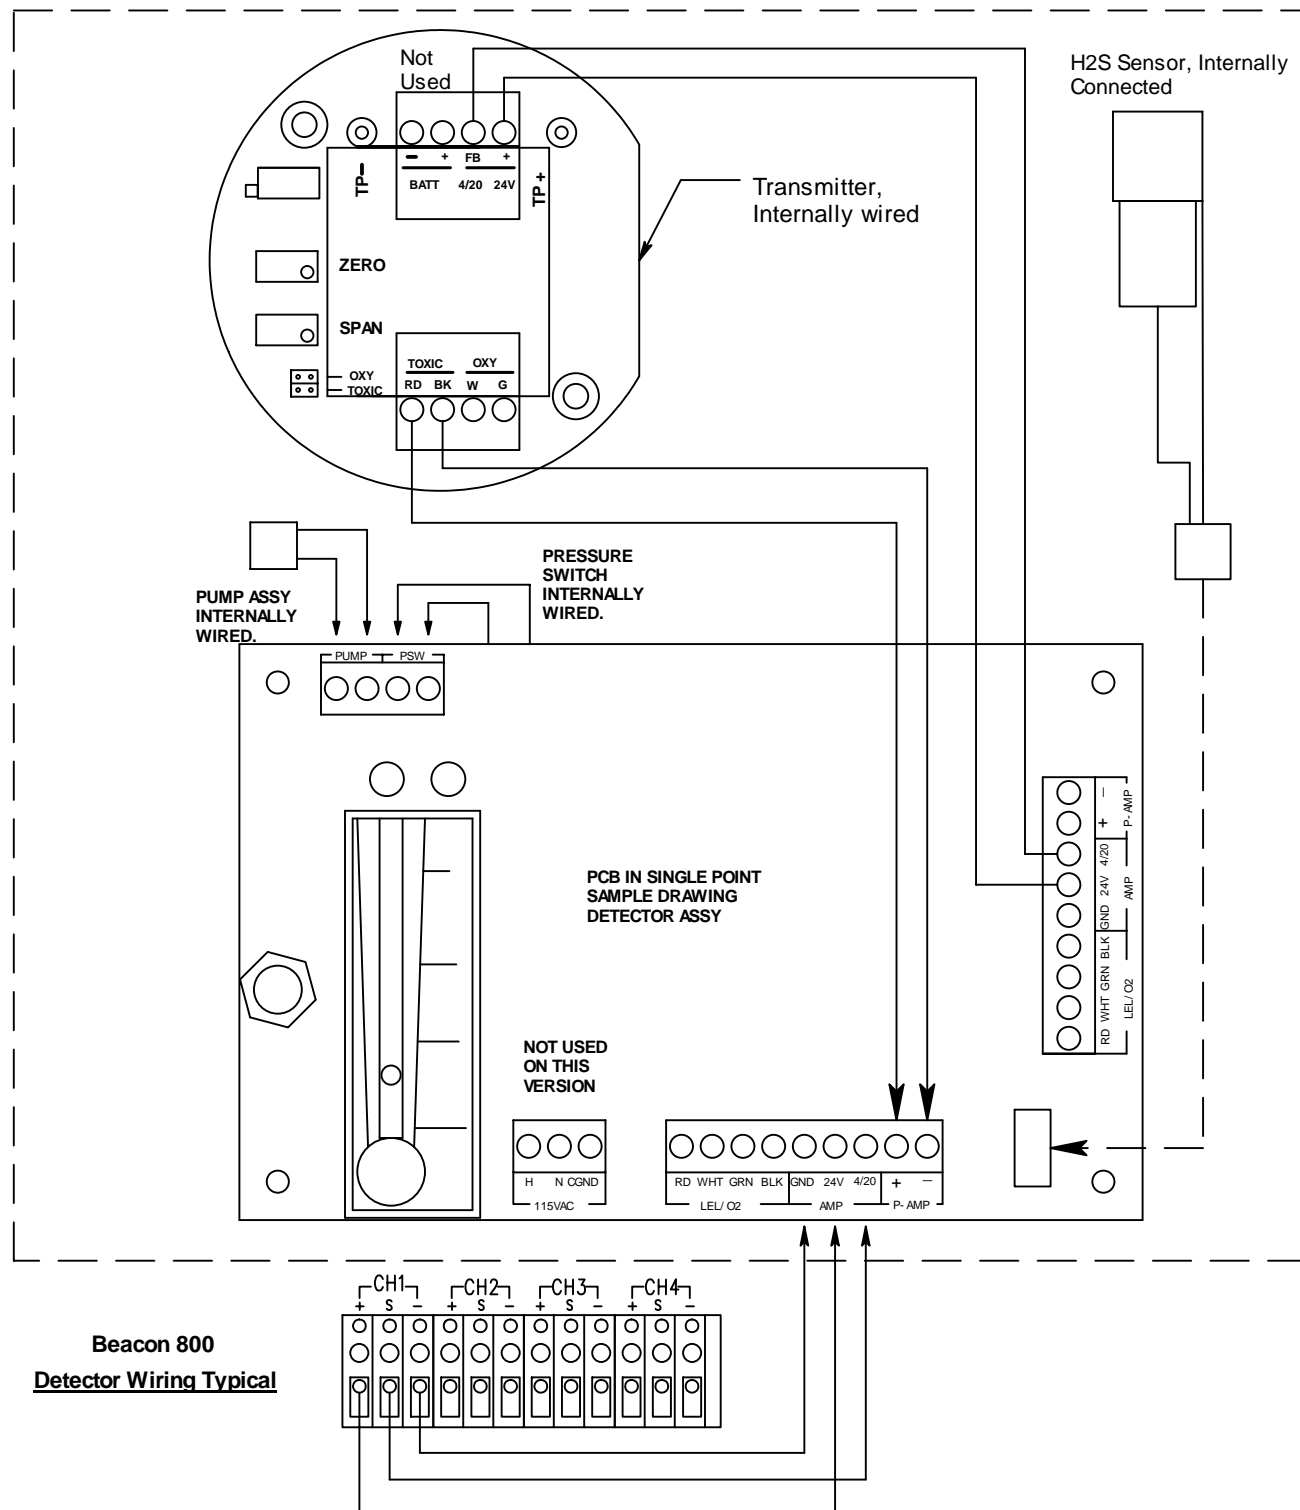 Not
Used
H2S Sensor, Internally
Connected
− + FB +
BATT 4/20 24V
TP−
TP +
Transmitter,
Internally wired
ZERO
SPAN
OXY
TOXIC
TOXIC OXY
RD BK W G
PUMP ASSY
INTERNALLY
WIRED.
PRESSURE
SWITCH
INTERNALLY
WIRED.
PUMP PSW
PCB IN SINGLE POINT
SAMPLE DRAWING
DETECTOR ASSY
RD WHT GRN BLK GND 24V 4/20 + −
LEL/ O2 AMP P- AMP
NOT USED
ON THIS
VERSION
H N CGND
115VAC
RD WHT GRN BLK GND 24V 4/20 + −
LEL/ O2 AMP P- AMP
CH1 CH2 CH3 CH4
+ S − + S − + S − + S −
Beacon 800
Detector Wiring Typical